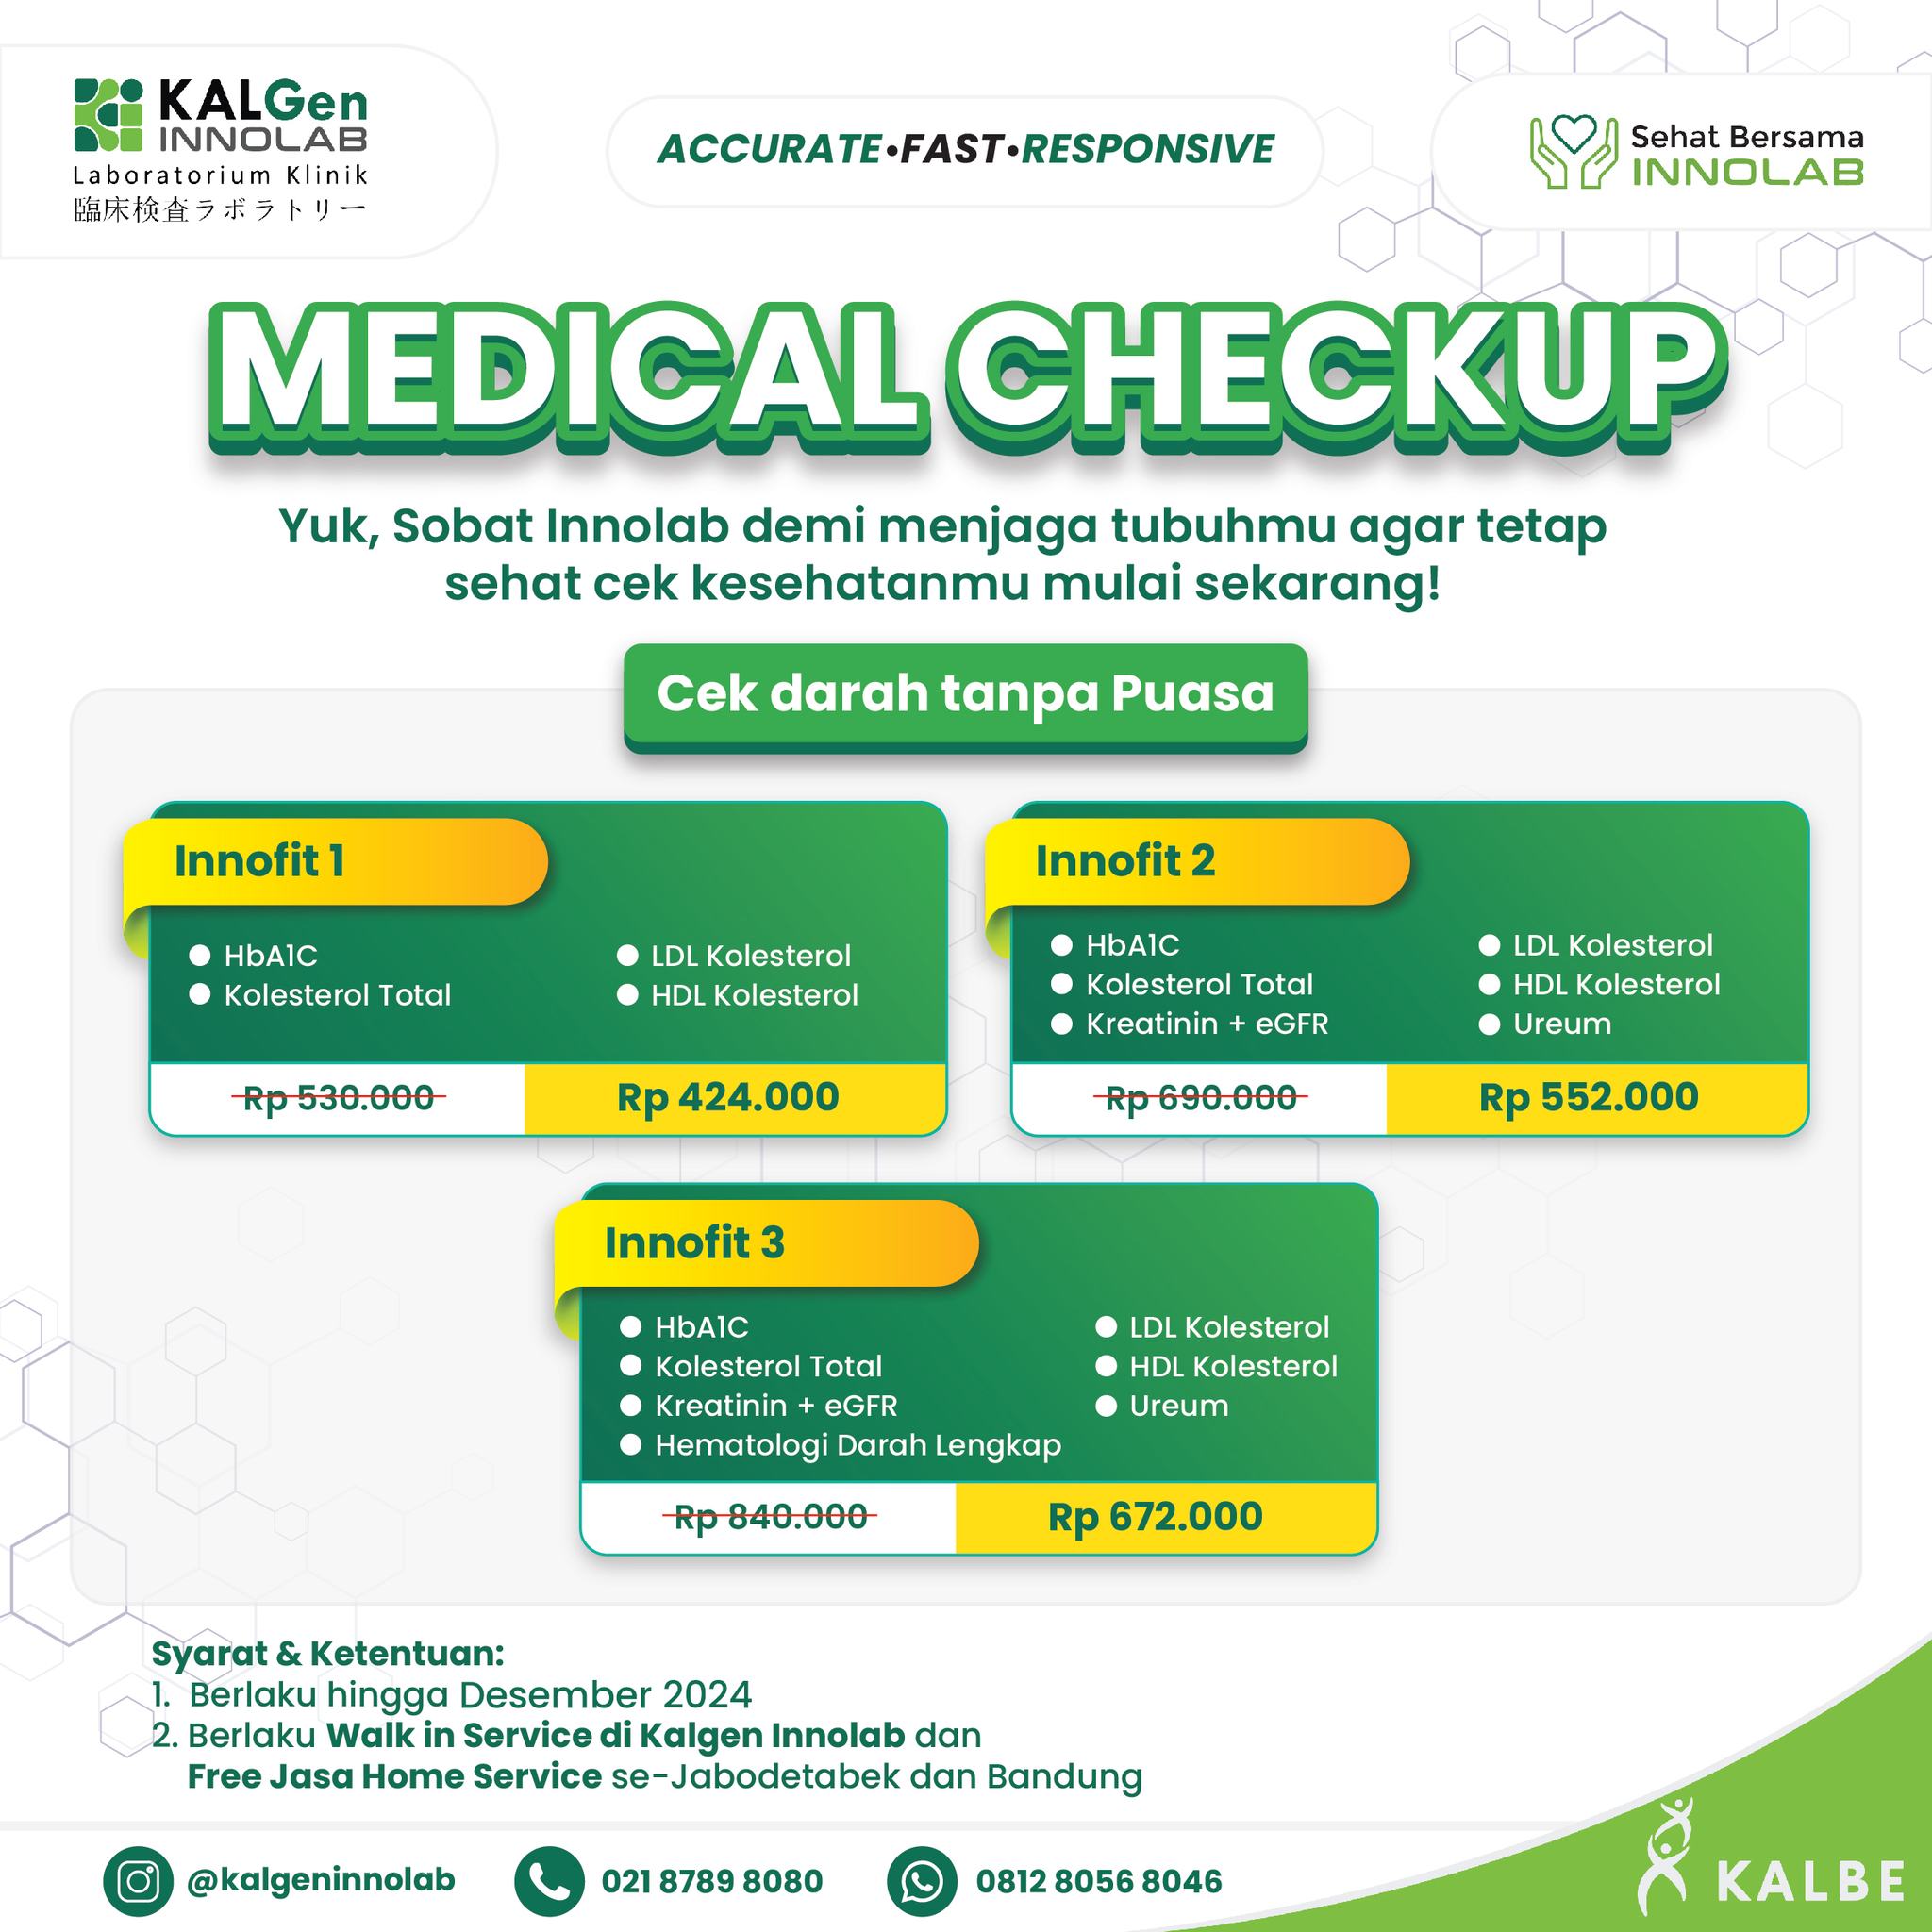 KALGen
INNOLAB
Laboratorium Klinik
臨床検査ラボラトリー
ACCURATE•FAST•RESPONSIVE
Sehat Bersama
INNOLAB
MEDICAL CHECKUP
Yuk, Sobat Innolab demi menjaga tubuhmu agar tetap
sehat cek kesehatanmu mulai sekarang!
Cek darah tanpa Puasa
Innofit 1
HbA1C
Kolesterol Total
LDL Kolesterol
HDL Kolesterol
Rp 530.000
Rp 424.000
Innofit 2
HbA1C
Kolesterol Total
Kreatinin + eGFR
LDL Kolesterol
HDL Kolesterol
Ureum
Rp 690.000
Rp 552.000
Innofit 3
HbA1C
Kolesterol Total
Kreatinin + eGFR
Hematologi Darah Lengkap
LDL Kolesterol
HDL Kolesterol
Ureum
Rp 840.000
Rp 672.000
Syarat & Ketentuan:
1. Berlaku hingga Desember 2024
2. Berlaku Walk in Service di Kalgen Innolab dan
Free Jasa Home Service se-Jabodetabek dan Bandung
@kalgeninnolab
021 8789 8080
0812 8056 8046
KALBE